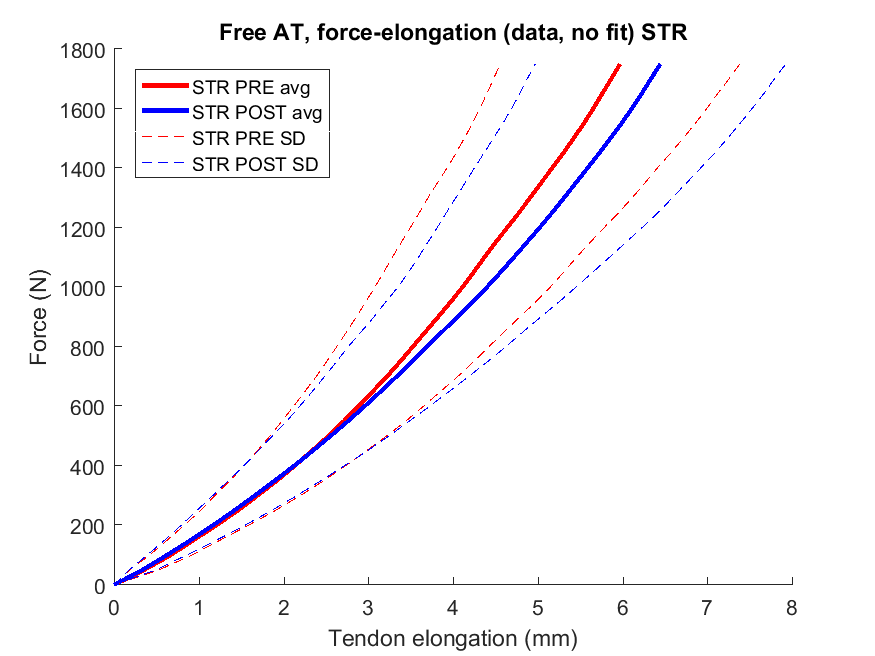 Free AT, force-elongation (data, no fit) STR
STR PRE avg
STR POST avg
STR PRE SD
STR POST SD
1800
1600
1400
1200
1000
800
600
400
200
0
Force (N)
0 1 2 3 4 5 6 7 8
Tendon elongation (mm)